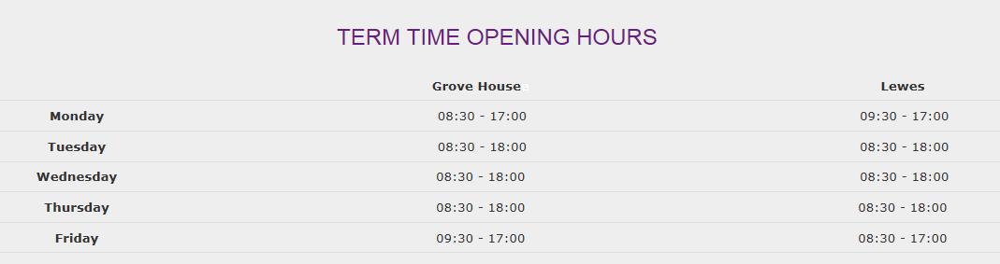 TERM TIME OPENING HOURS
Grove Housee Lewes
Monday 08:30 - 17:00 09:30 - 17:00
Tuesday 08:30 - 18:00 08:30 - 18:00
Wednesday 08:30 - 18:00 08:30 - 18:00
Thursday 08:30 - 18:00 08:30 - 18:00
Friday 09:30 - 17:00 08:30 - 17:00